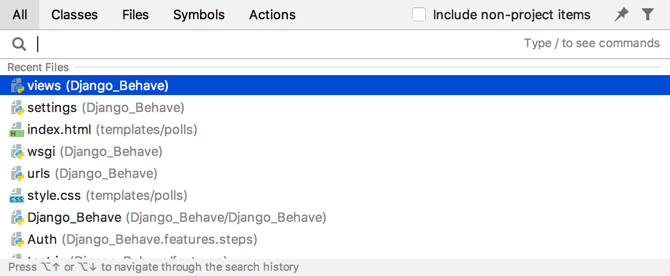 All Classes Files Symbols Actions Include non-project items
Type / to see commands
Recent Files
views (Django_Behave)
settings (Django_Behave)
H index.html (templates/polls)
wsgi (Django_Behave)
urls (Django_Behave)
CSS style.css (templates/polls)
Django_Behave (Django_Behave/Django_Behave)
Auth (Django_Behave.features.steps)
Press ⌥↑ or ⌥↓ to navigate through the search history